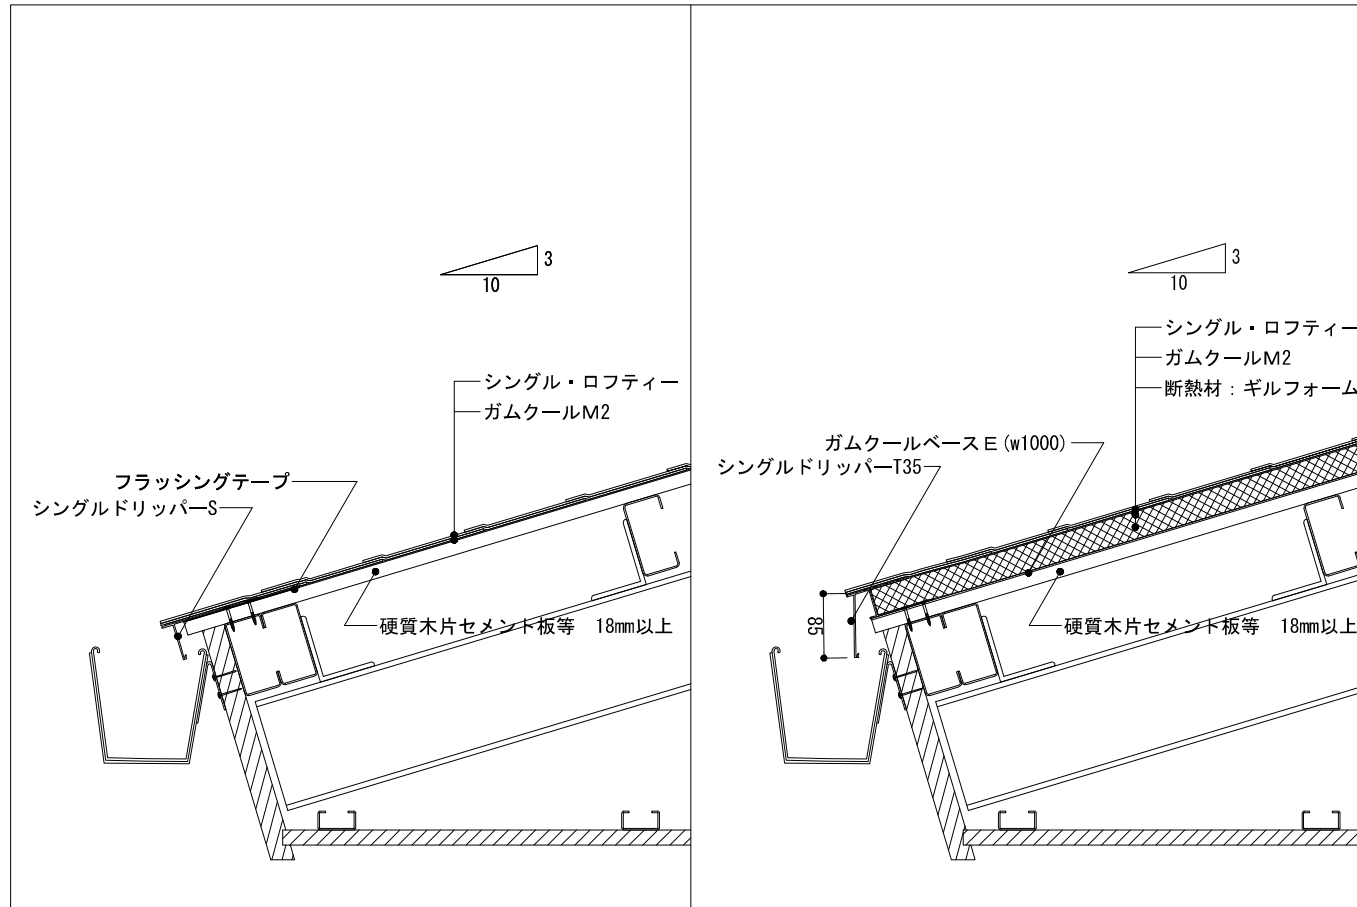 3
10
シングル・ロフティー
ガムクールM2
フラッシングテープ
シングルドリッパーS
硬質木片セメント板等　18mm以上
3
10
シングル・ロフティー
ガムクールM2
断熱材：ギルフォーム
ガムクールベースE(w1000)
シングルドリッパーT35
85
硬質木片セメント板等　18mm以上